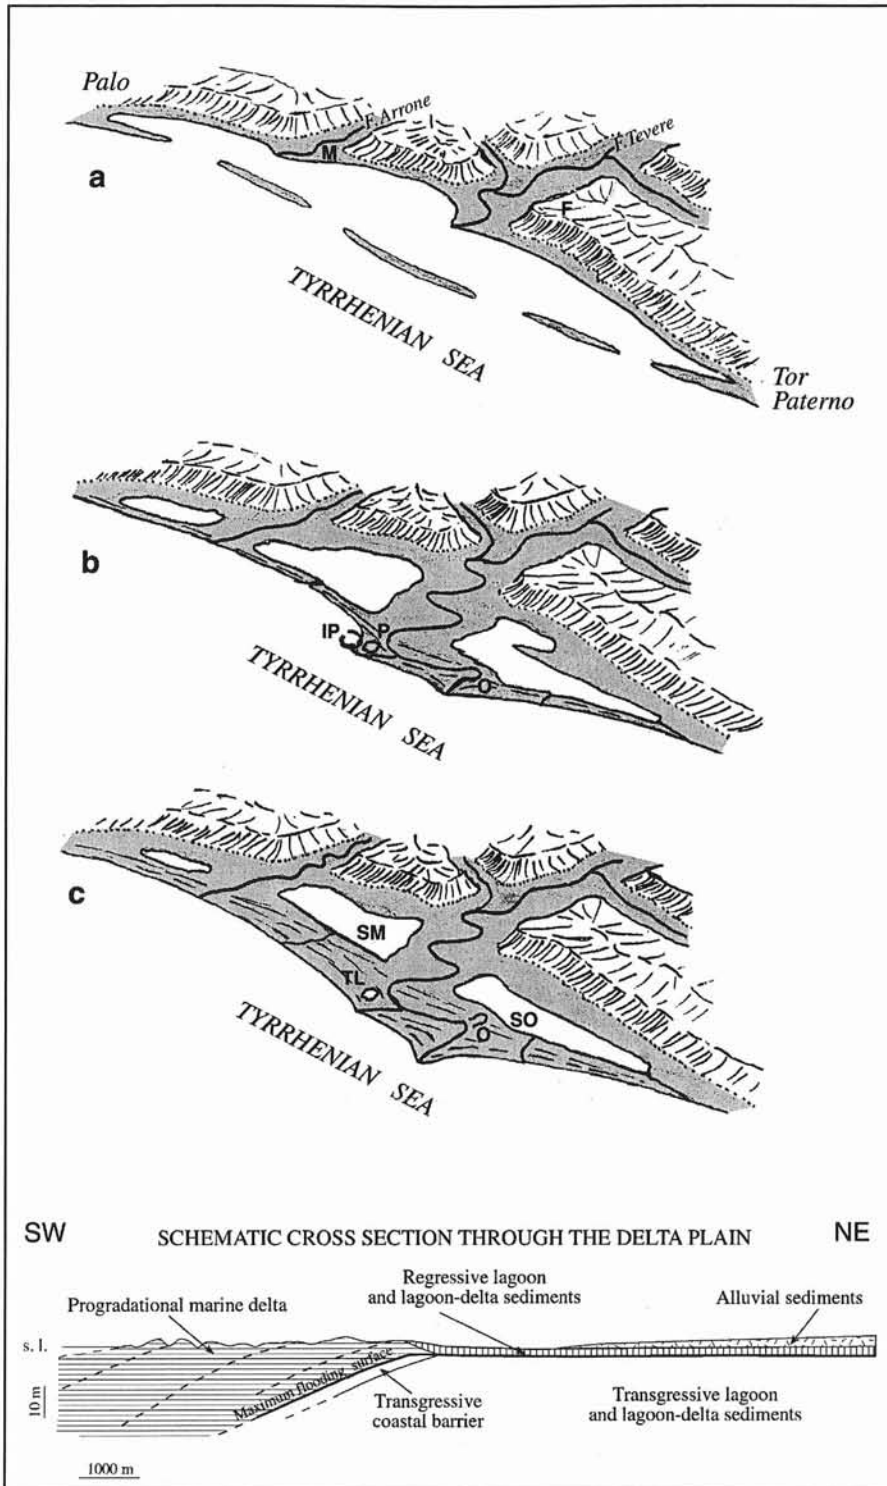 Palo
F. Arrone
F. Tevere
M
a
F
TYRRHENIAN SEA
Tor
Paterno
b
IP
P
O
TYRRHENIAN SEA
c
SM
TL
SO
O
TYRRHENIAN SEA
SW
SCHEMATIC CROSS SECTION THROUGH THE DELTA PLAIN
NE
Regressive lagoon
and lagoon-delta sediments
Progradational marine delta
Alluvial sediments
s. l.
10 m
Maximum flooding surface
Transgressive
coastal barrier
Transgressive lagoon
and lagoon-delta sediments
1000 m